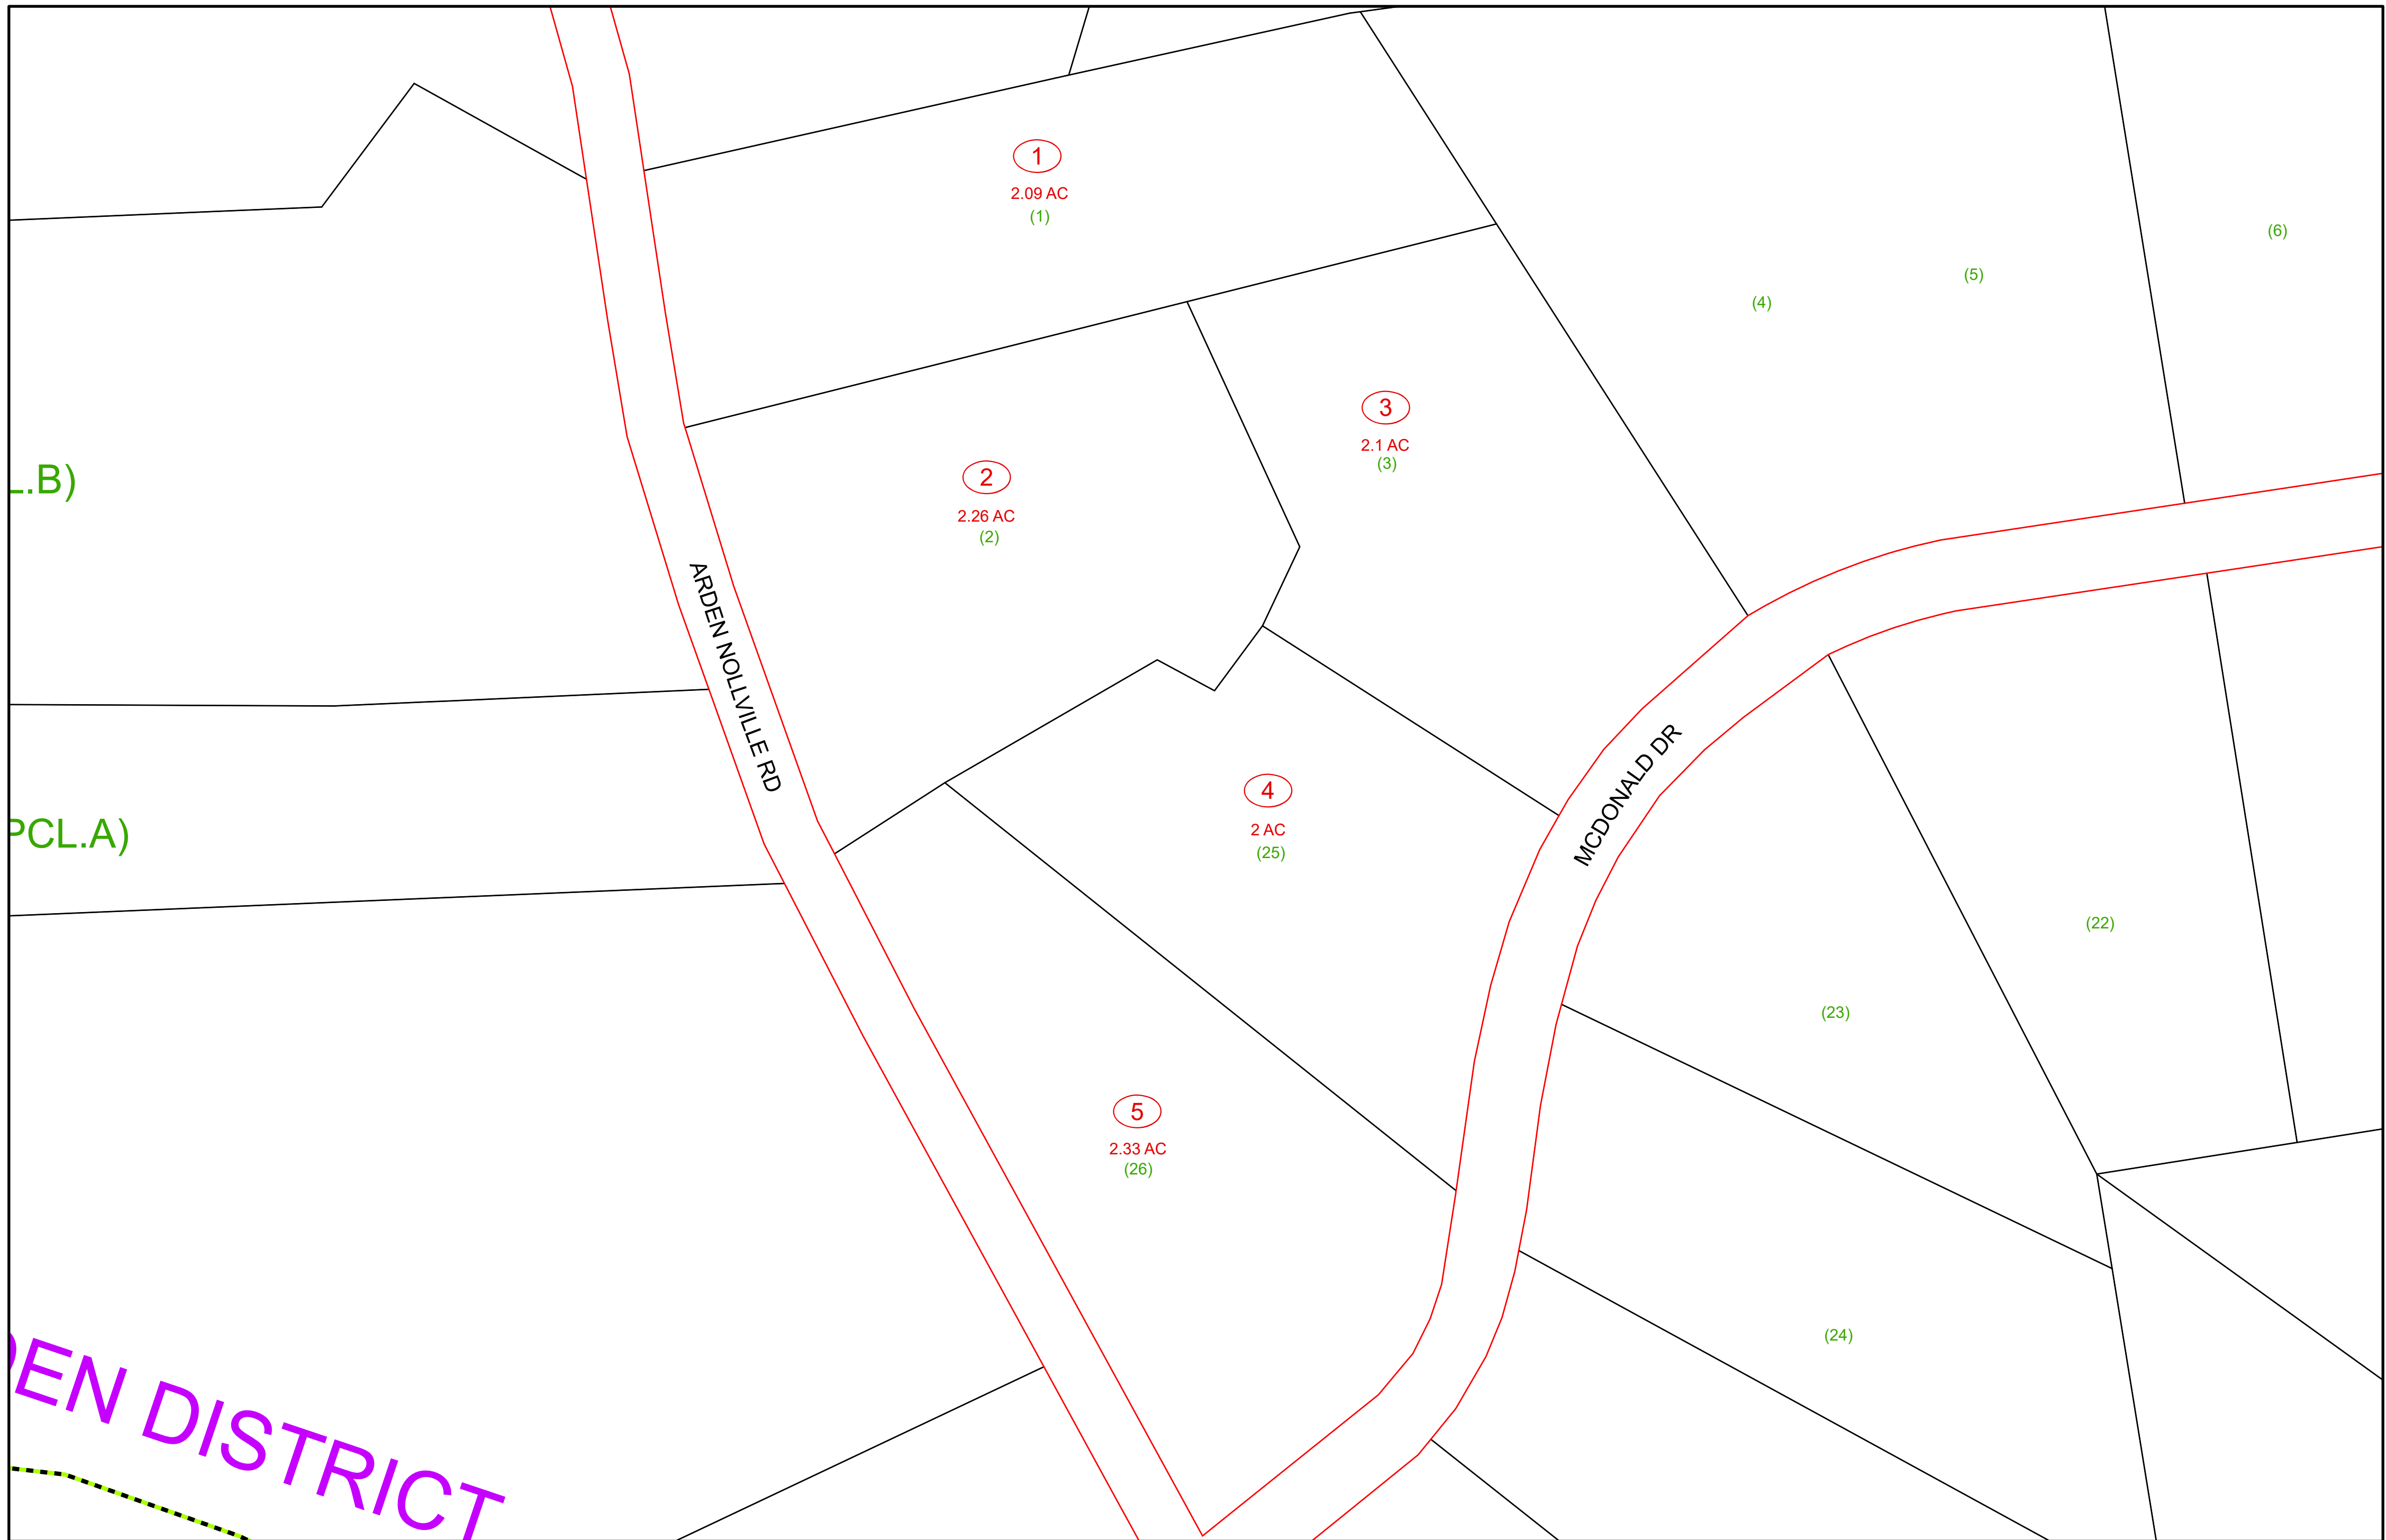 1
2.09 AC
(1)
(6)
(5)
(4)
3
2.1 AC
(3)
2
2.26 AC
(2)
L.B)
ARDEN NOLLVILLE RD
MCDONALD DR
4
2 AC
(25)
PCL.A)
(22)
(23)
5
2.33 AC
(26)
(24)
DEN DISTRICT